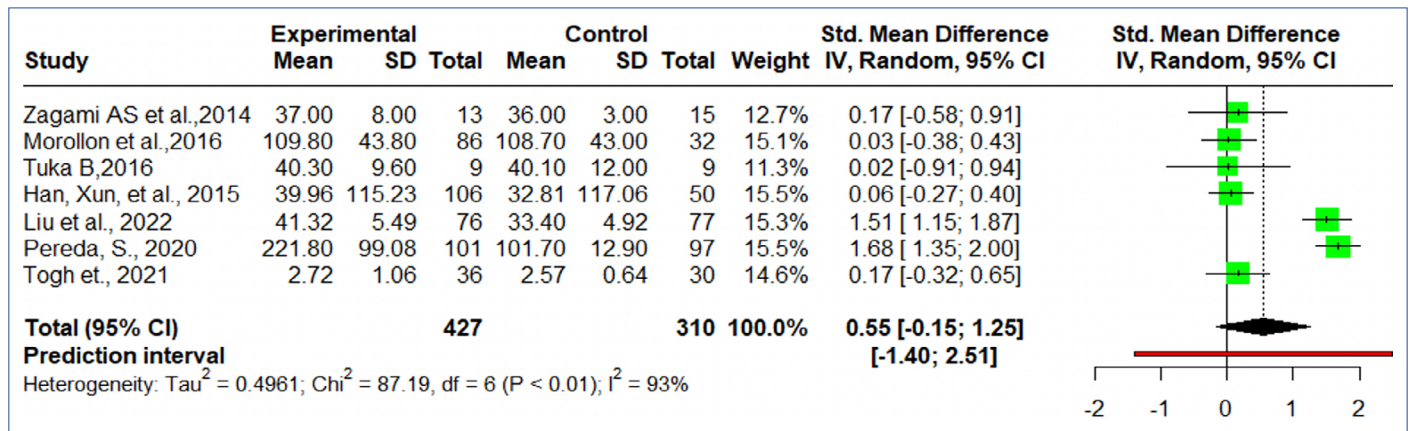 Experimental Control Std. Mean Difference Std. Mean Difference
Study Mean SD Total Mean SD Total Weight IV, Random, 95% CI IV, Random, 95% CI
Zagami AS et al.,2014 37.00 8.00 13 36.00 3.00 15 12.7% 0.17 [-0.58; 0.91]
Morollon et al.,2016 109.80 43.80 86 108.70 43.00 32 15.1% 0.03 [-0.38; 0.43]
Tuka B,2016 40.30 9.60 9 40.10 12.00 9 11.3% 0.02 [-0.91; 0.94]
Han, Xun, et al., 2015 39.96 115.23 106 32.81 117.06 50 15.5% 0.06 [-0.27; 0.40]
Liu et al., 2022 41.32 5.49 76 33.40 4.92 77 15.3% 1.51 [ 1.15; 1.87]
Pereda, S., 2020 221.80 99.08 101 101.70 12.90 97 15.5% 1.68 [ 1.35; 2.00]
Togh et., 2021 2.72 1.06 36 2.57 0.64 30 14.6% 0.17 [-0.32; 0.65]
Total (95% CI) 427 310 100.0% 0.55 [-0.15; 1.25]
Prediction interval [-1.40; 2.51]
Heterogeneity: Tau² = 0.4961; Chi² = 87.19, df = 6 (P < 0.01); I² = 93%
-2 -1 0 1 2